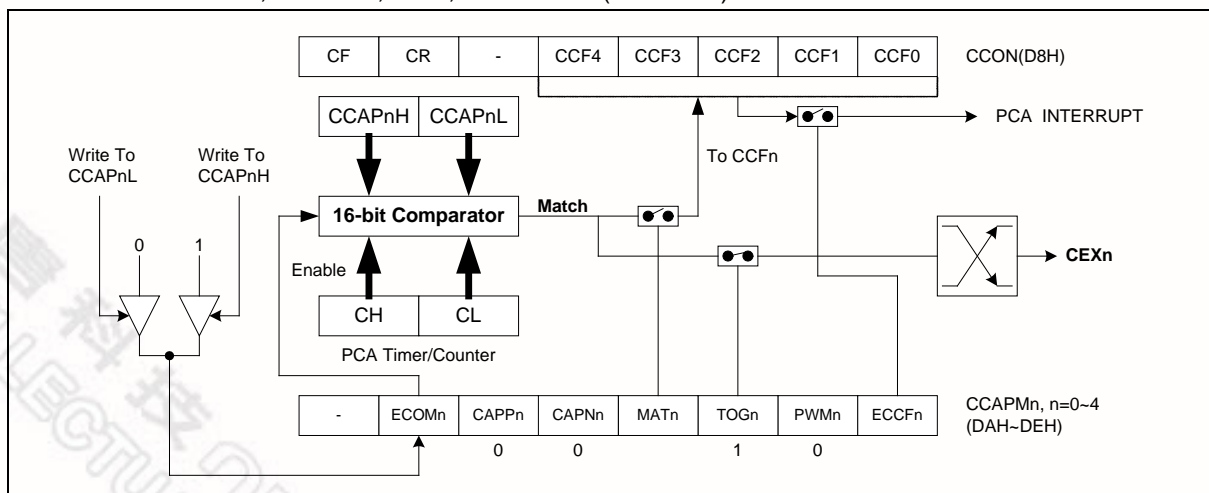 CF CR - CCF4 CCF3 CCF2 CCF1 CCF0 CCON(D8H)
CCAPnH CCAPnL
PCA INTERRUPT
Write To
CCAPnL
Write To
CCAPnH
To CCFn
16-bit Comparator
Match
0 1
Enable
CEXn
CH CL
PCA Timer/Counter
- ECOMn CAPPn CAPNn MATn TOGn PWMn ECCFn
CCAPMn, n=0~4
(DAH~DEH)
0 0 1 0
科技